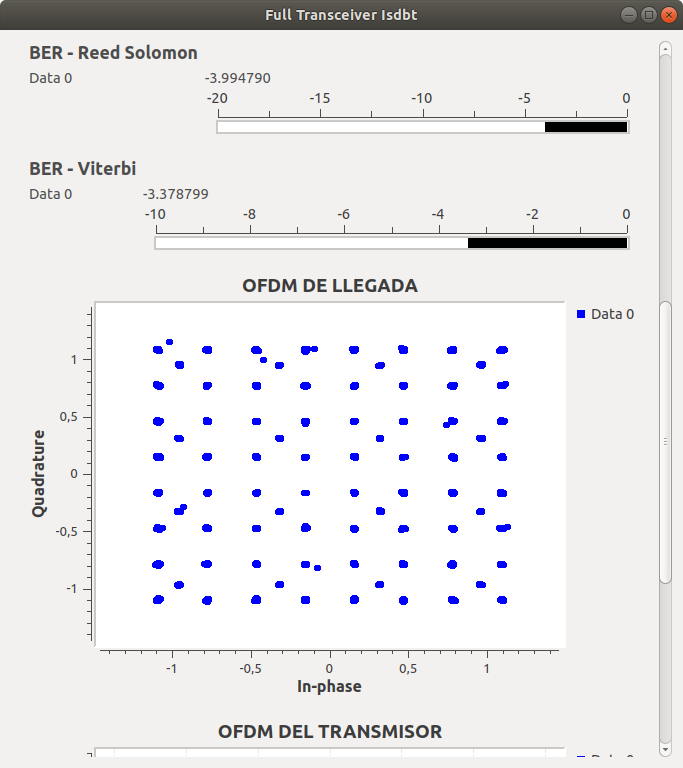 Full Transceiver Isdbt
BER - Reed Solomon
Data 0 -3.994790
-20 -15 -10 -5 0
BER - Viterbi
Data 0 -3.378799
-10 -8 -6 -4 -2 0
OFDM DE LLEGADA
Data 0
1
0,5
0
-0,5
-1
Quadrature
-1 -0,5 0 0,5 1
In-phase
OFDM DEL TRANSMISOR
Data 0